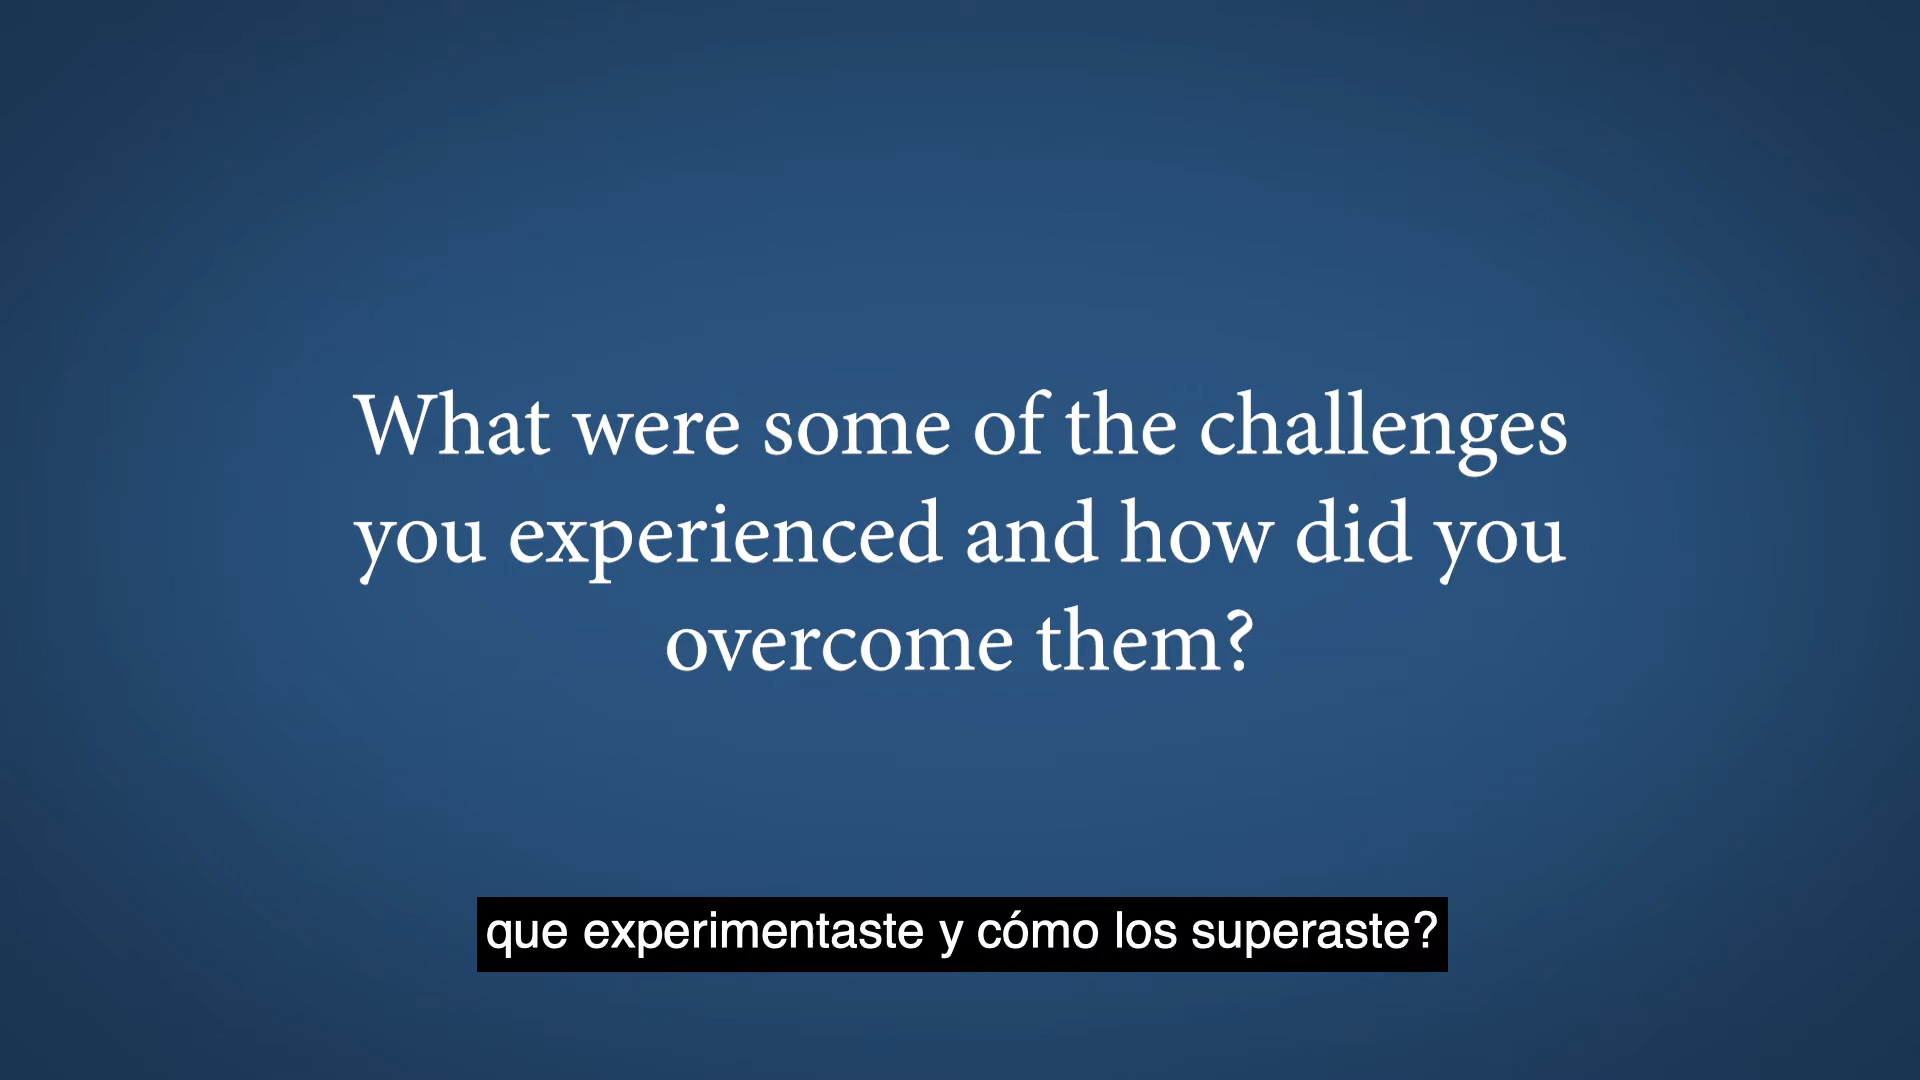 What were some of the challenges
you experienced and how did you
overcome them?
que experimentaste y cómo los superaste?